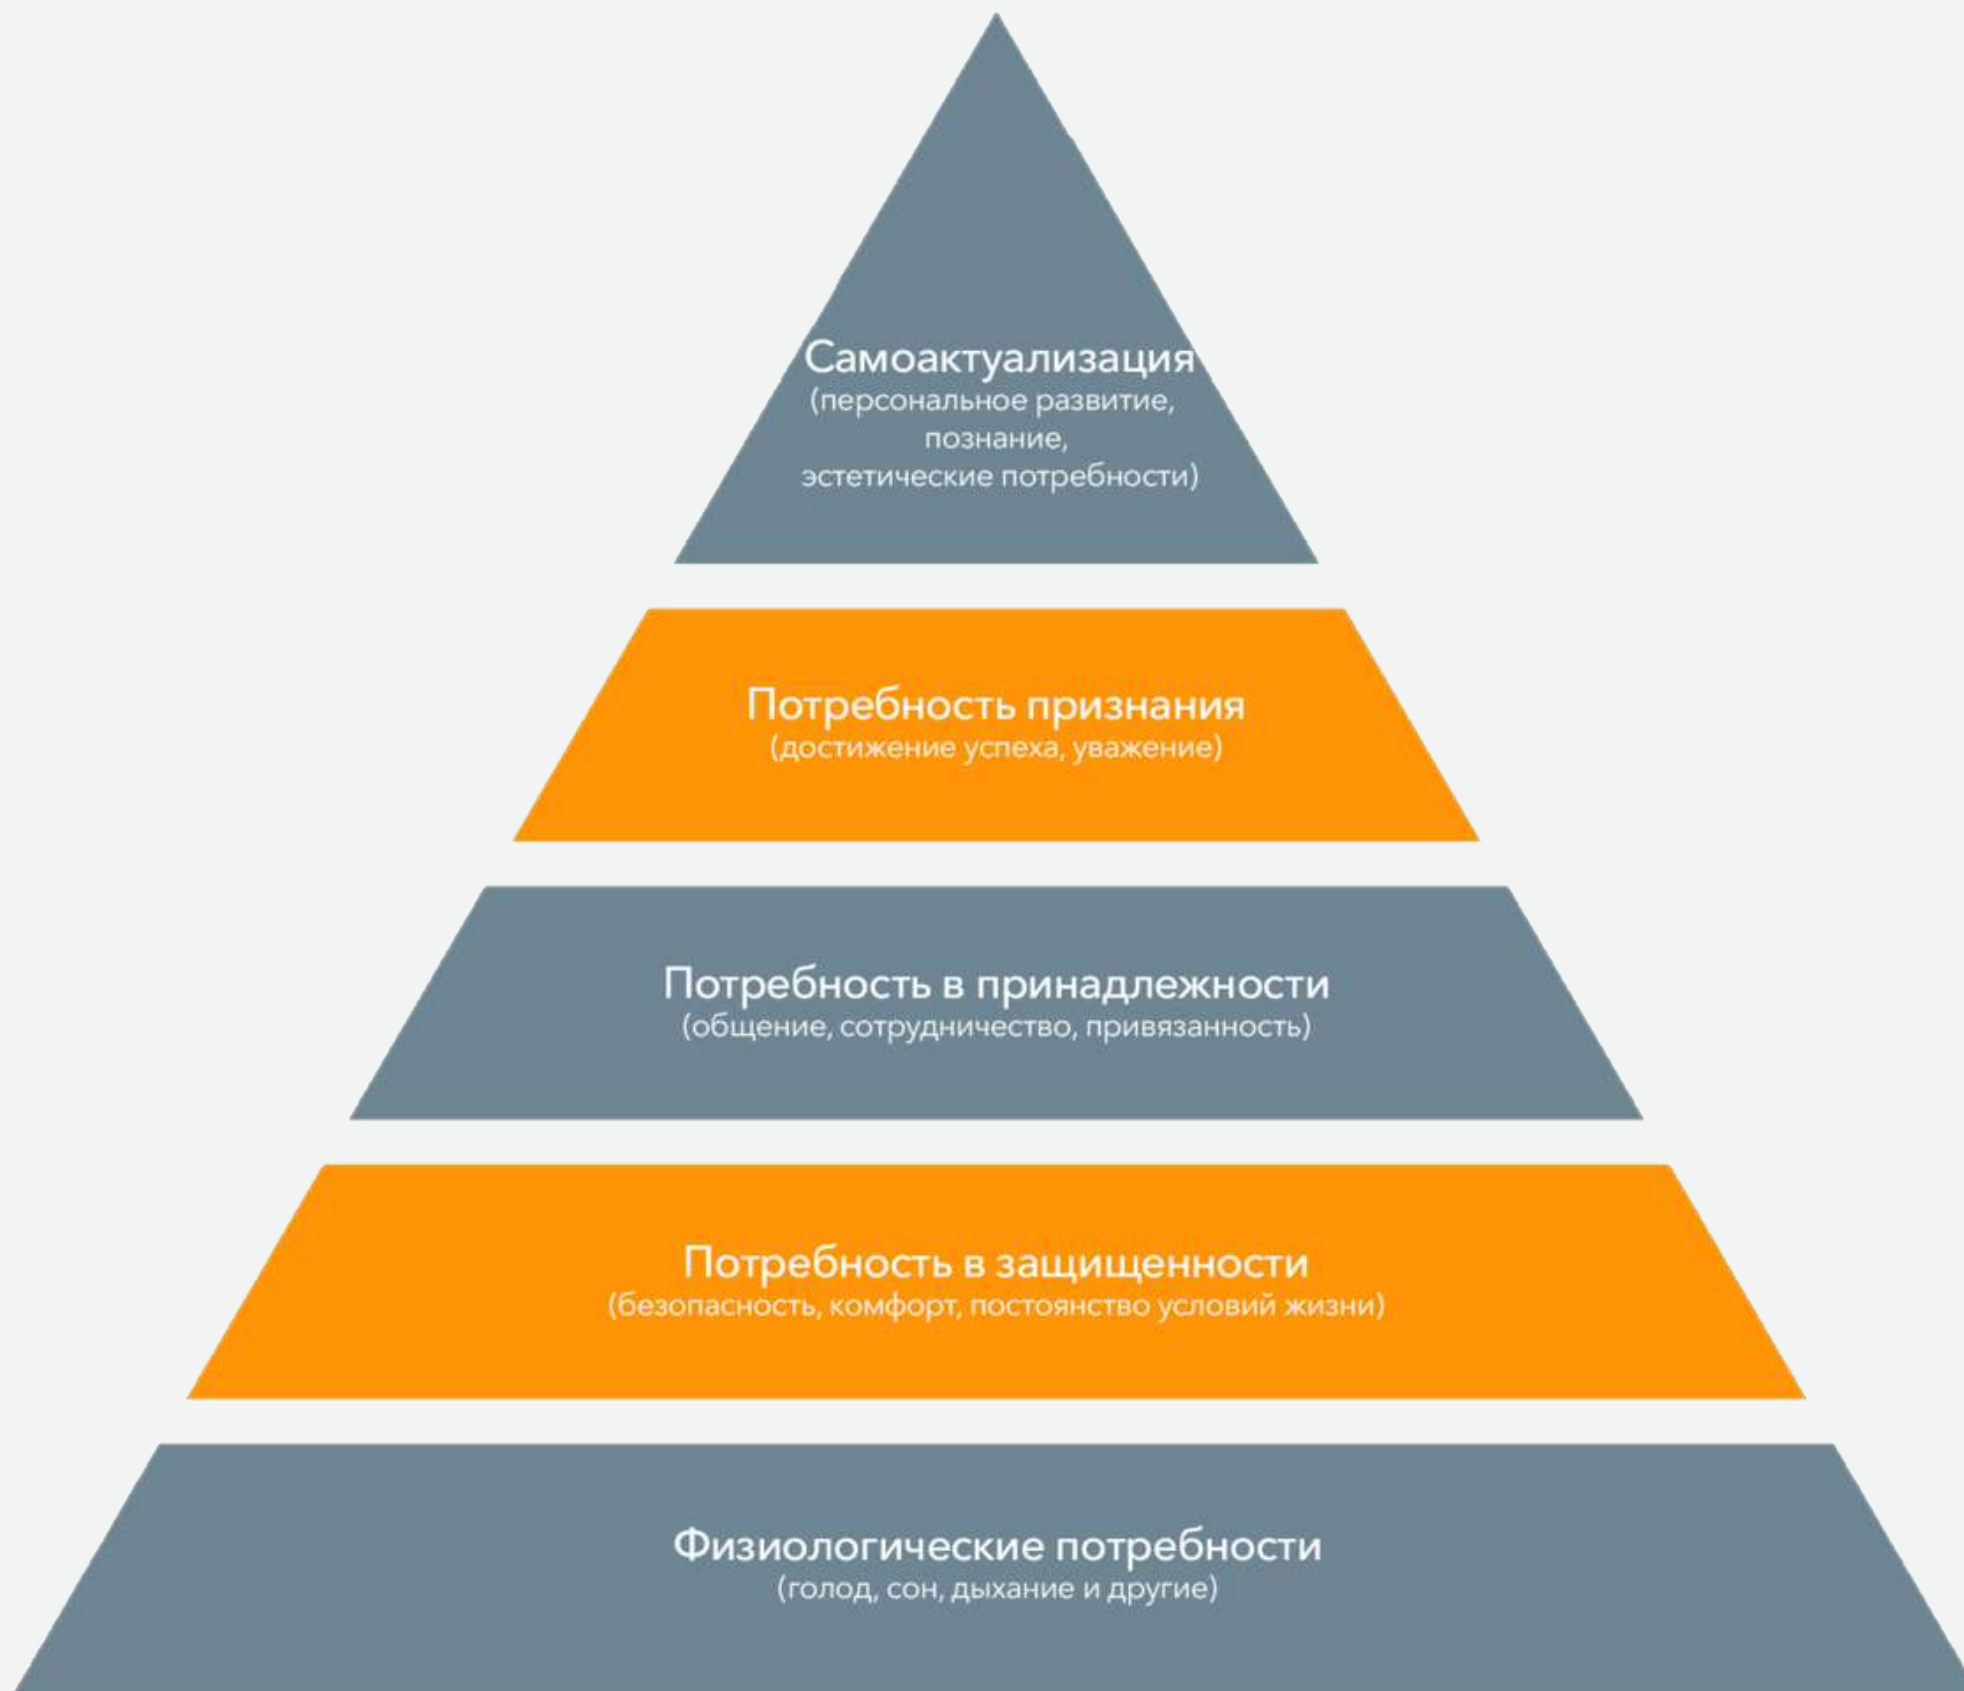 Самоактуализация
(персональное развитие,
познание,
эстетические потребности)
Потребность признания
(достижение успеха, уважение)
Потребность в принадлежности
(общение, сотрудничество, привязанность)
Потребность в защищенности
(безопасность, комфорт, постоянство условий жизни)
Физиологические потребности
(голод, сон, дыхание и другие)